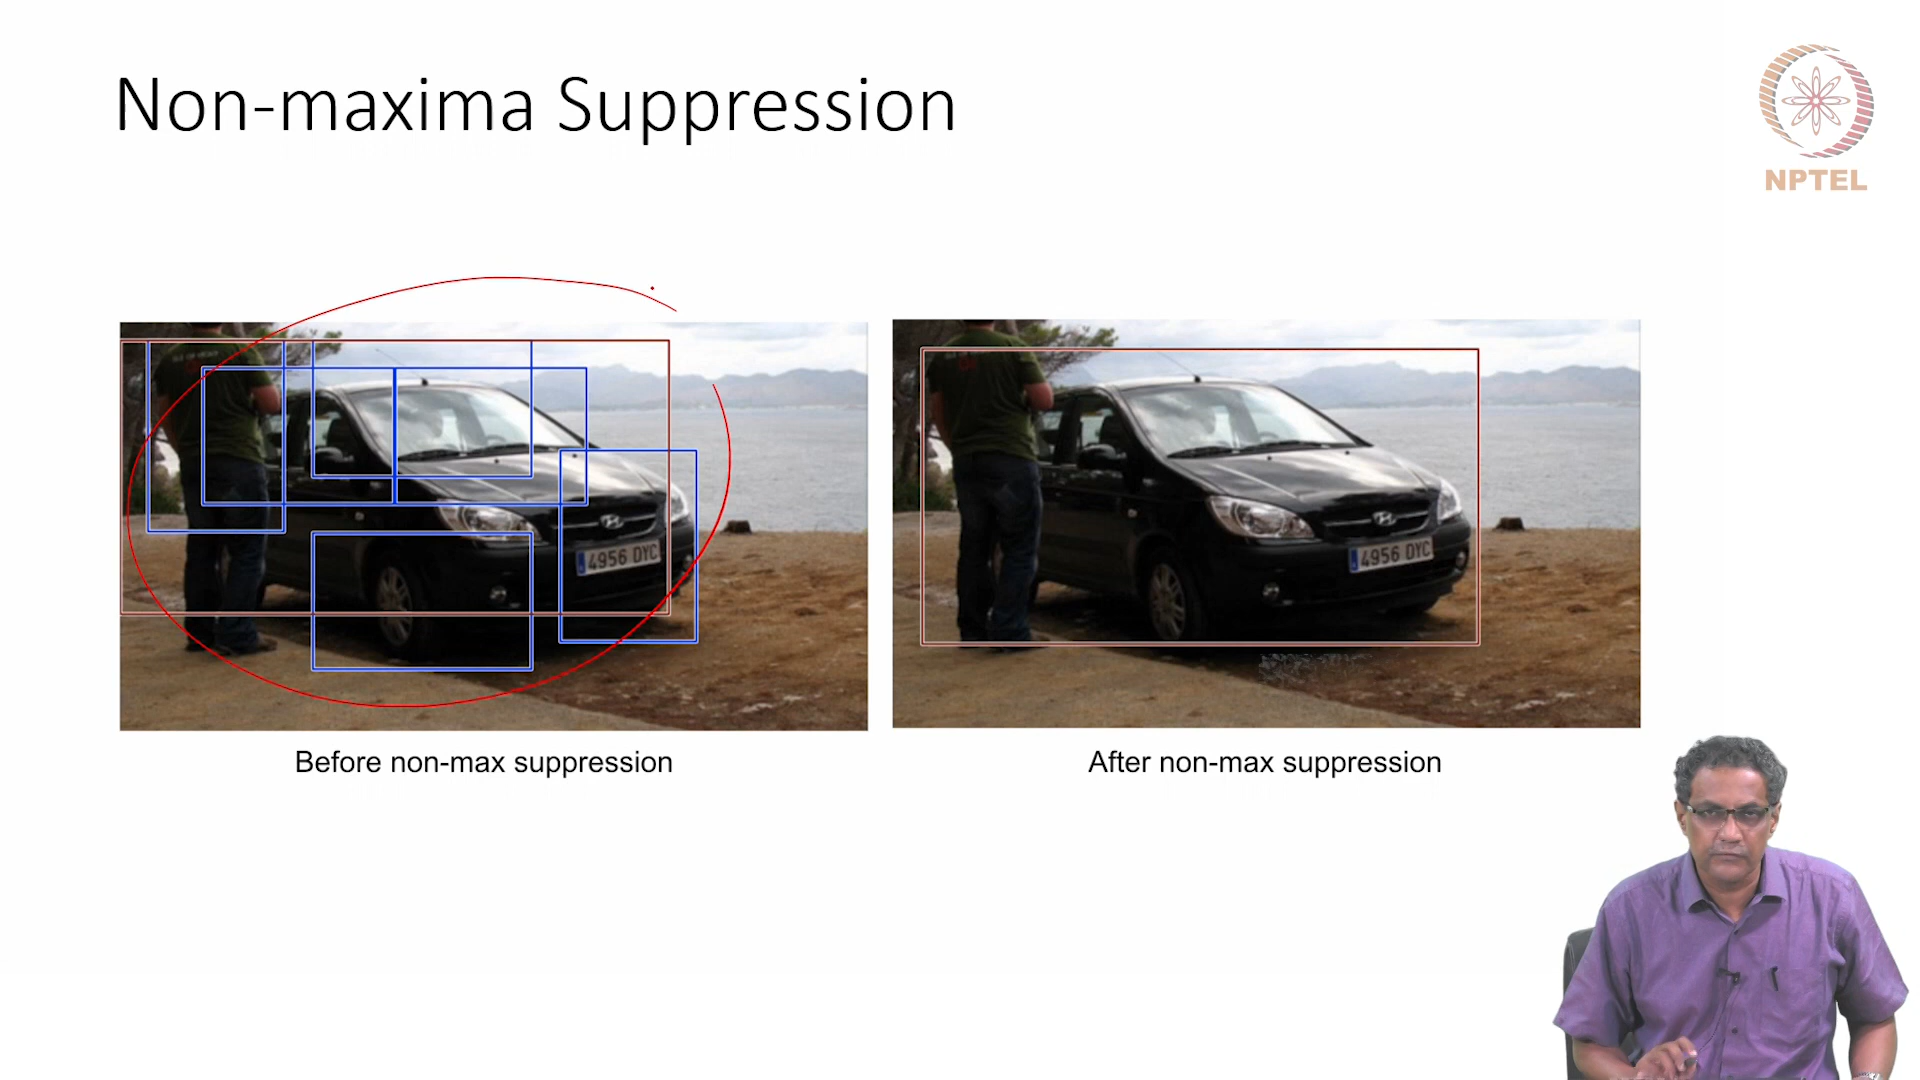 Non-maxima Suppression
NPTEL
4956 DYC
4956 DYC
Before non-max suppression
After non-max suppression